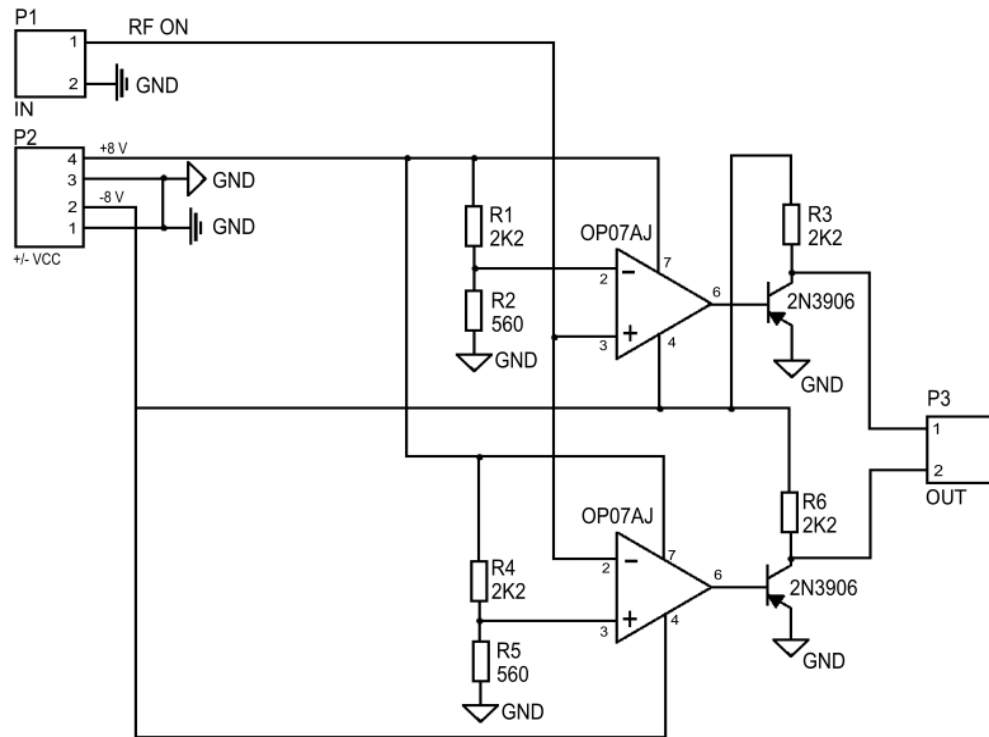 P1
RF ON
1
2
GND
IN
P2
+8 V
4
3
GND
-8 V
2
1
GND
+/- VCC
R1
2K2
R2
560
GND
OP07AJ
7
2
−
6
3
+
4
R3
2K2
2N3906
GND
P3
1
2
OUT
OP07AJ
7
2
−
6
3
+
4
R4
2K2
R5
560
GND
R6
2K2
2N3906
GND